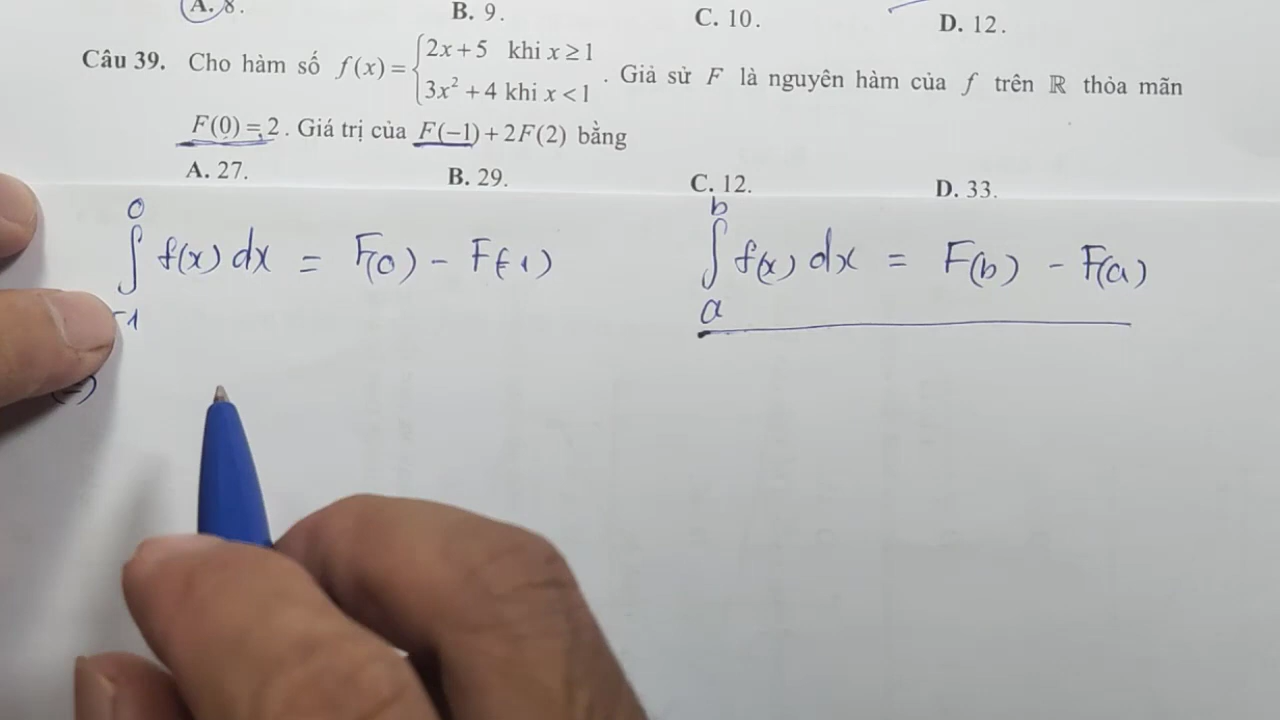 A. 8. B. 9. C. 10. D. 12.
Câu 39. Cho hàm số f(x) = { 2x + 5 khi x ≥ 1
3x² + 4 khi x < 1 . Giả sử F là nguyên hàm của f trên ℝ thỏa mãn
F(0) = 2. Giá trị của F(−1) + 2F(2) bằng
A. 27. B. 29. C. 12. D. 33.
∫₋₁⁰ f(x) dx = F(0) − F(−1)
∫ₐᵇ f(x) dx = F(b) − F(a)